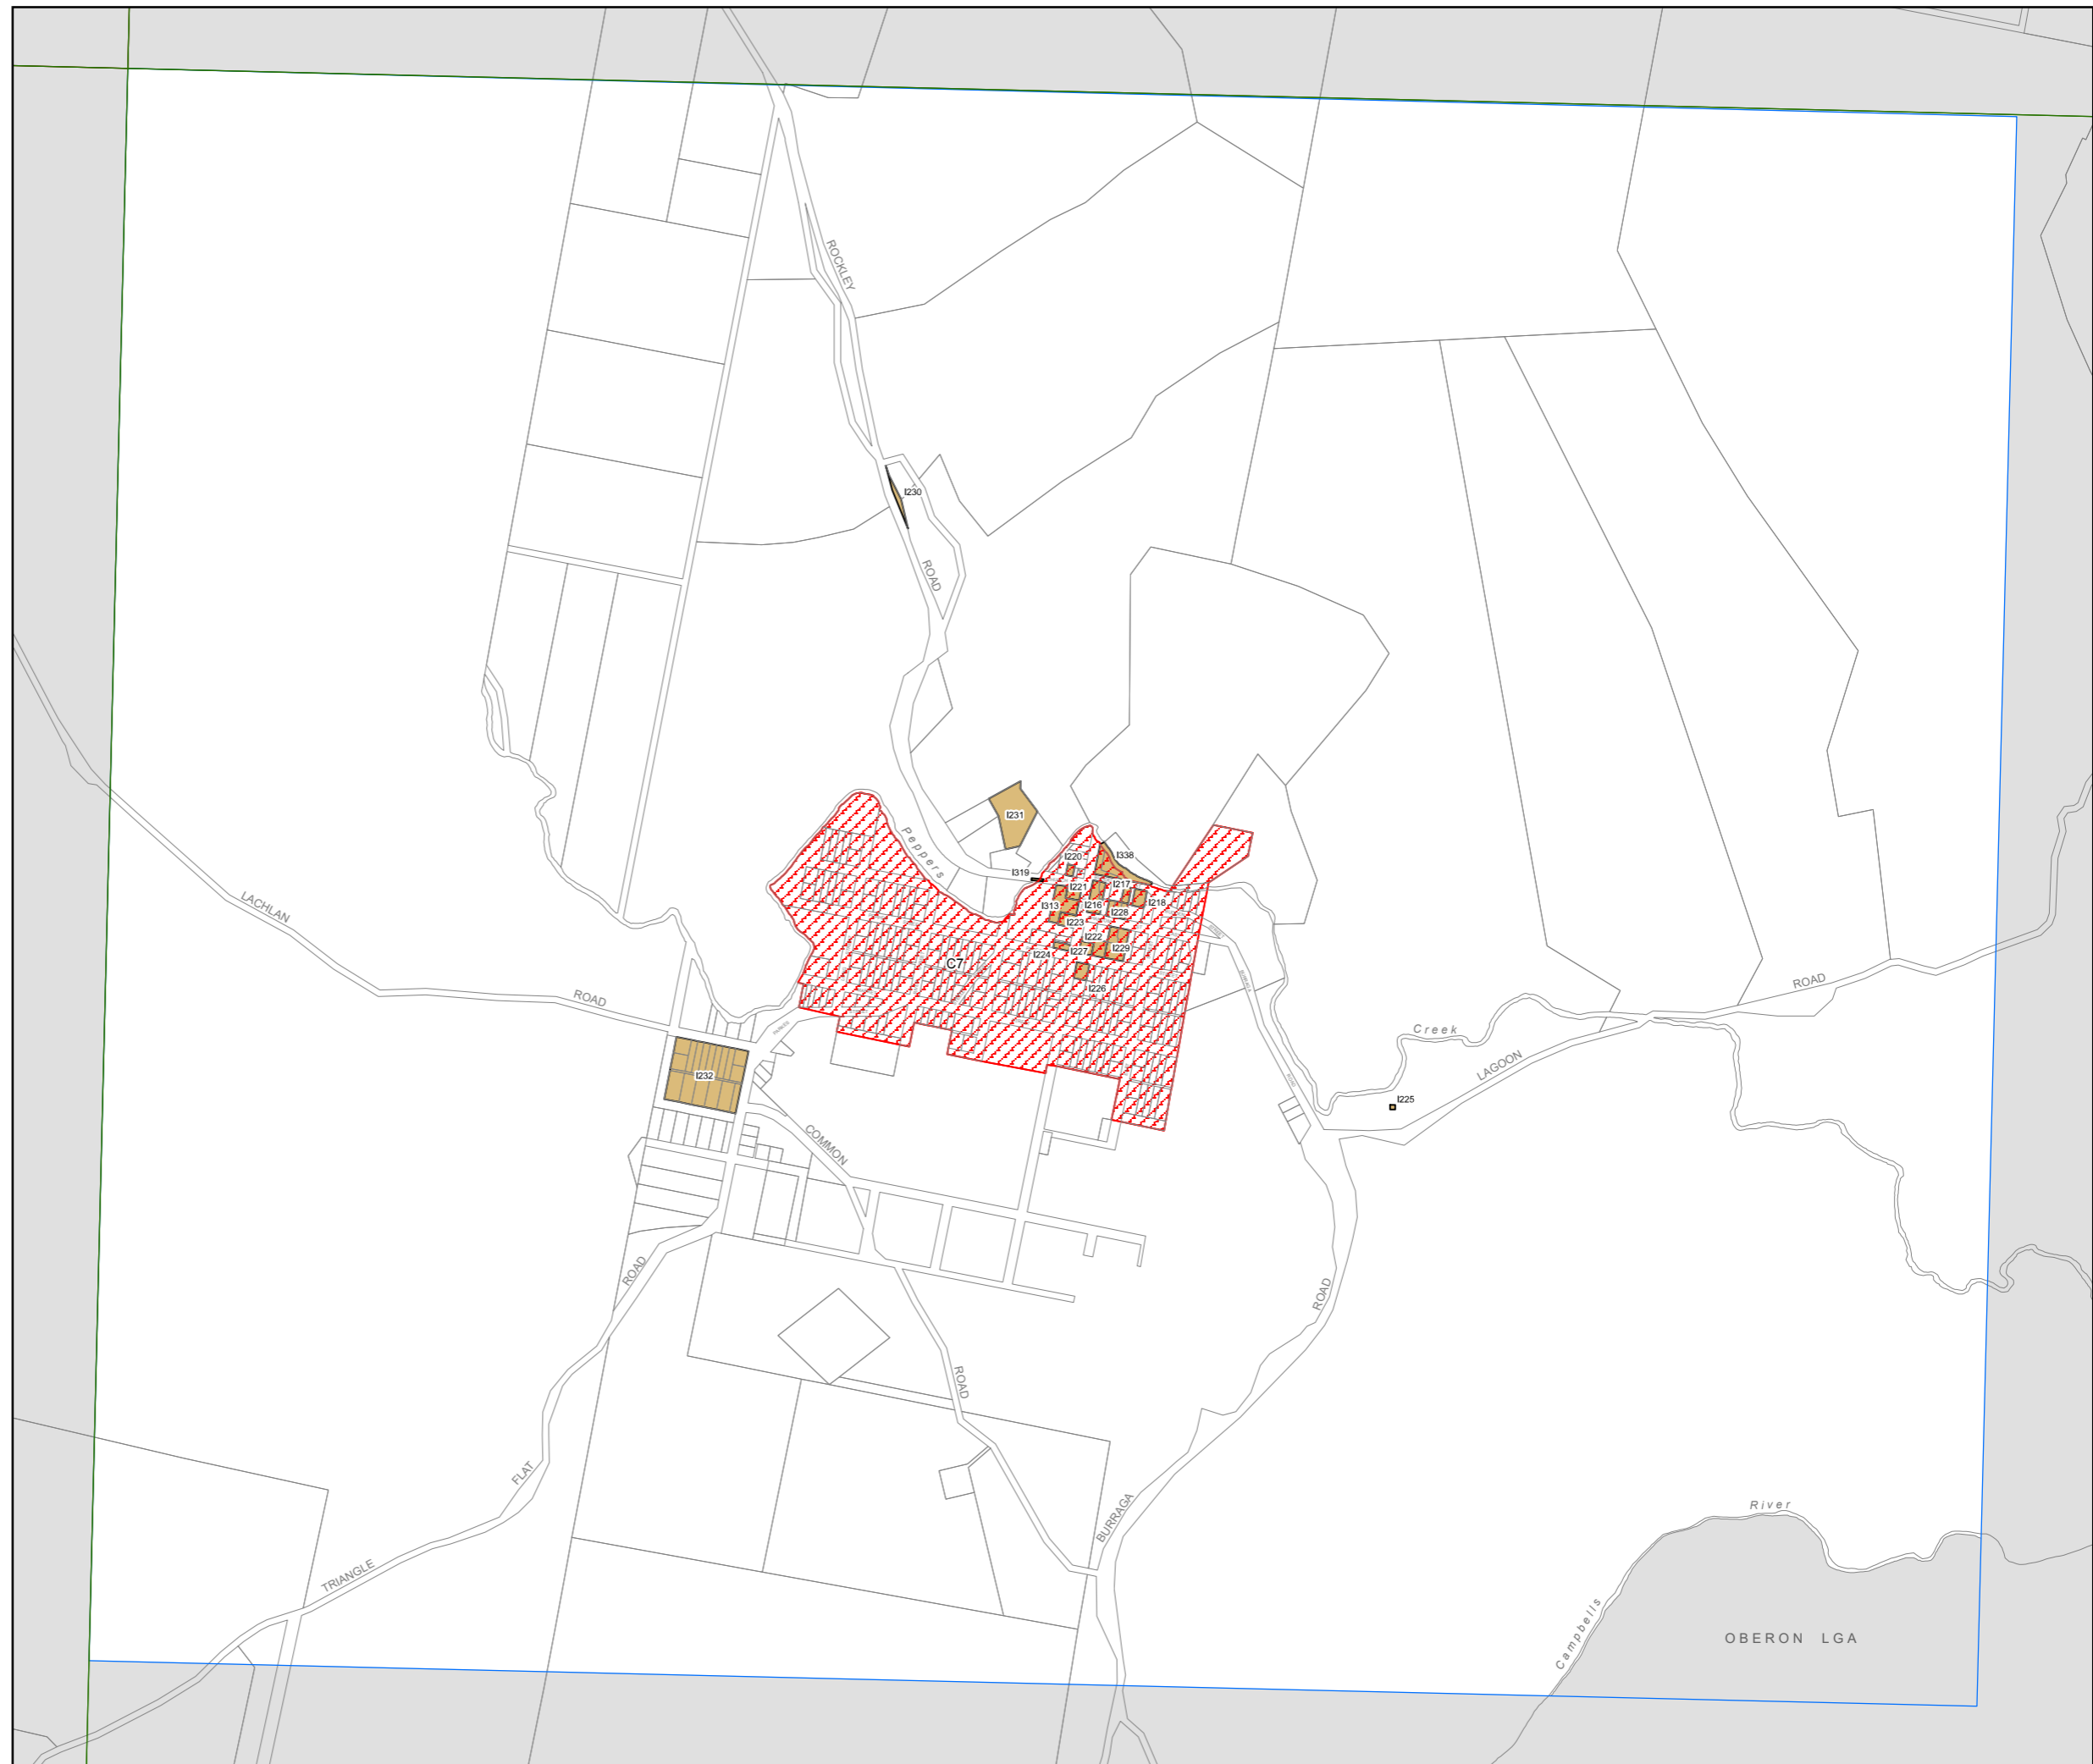 ROCKLEY
I230
ROAD
I231
Peppers
I338
I220
I319
I221
I217
I313
I216
I218
I228
I223
I222
I224
I227
I229
C7
I226
LACHLAN
ROAD
ROAD
Creek
LAGOON
I232
I225
COMMON
ROAD
ROAD
ROAD
FLAT
BURRAGA
River
TRIANGLE
Campbells
OBERON LGA